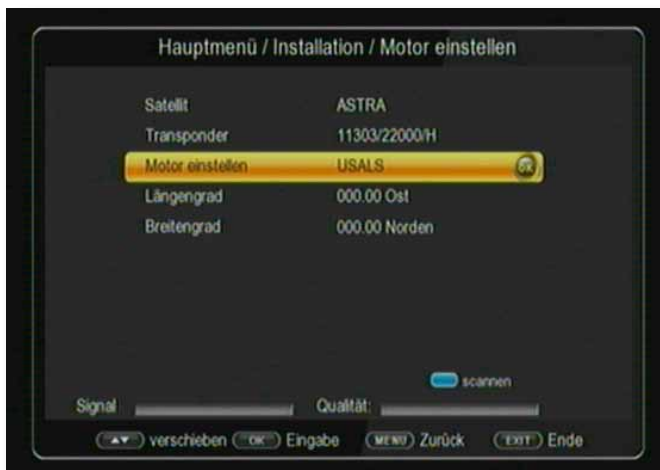 Hauptmenü / Installation / Motor einstellen
Satellit ASTRA
Transponder 11303/22000/H
Motor einstellen USALS OK
Längengrad 000.00 Ost
Breitengrad 000.00 Norden
scannen
Signal Qualität:
▲▼ verschieben OK Eingabe MENU Zurück EXIT Ende